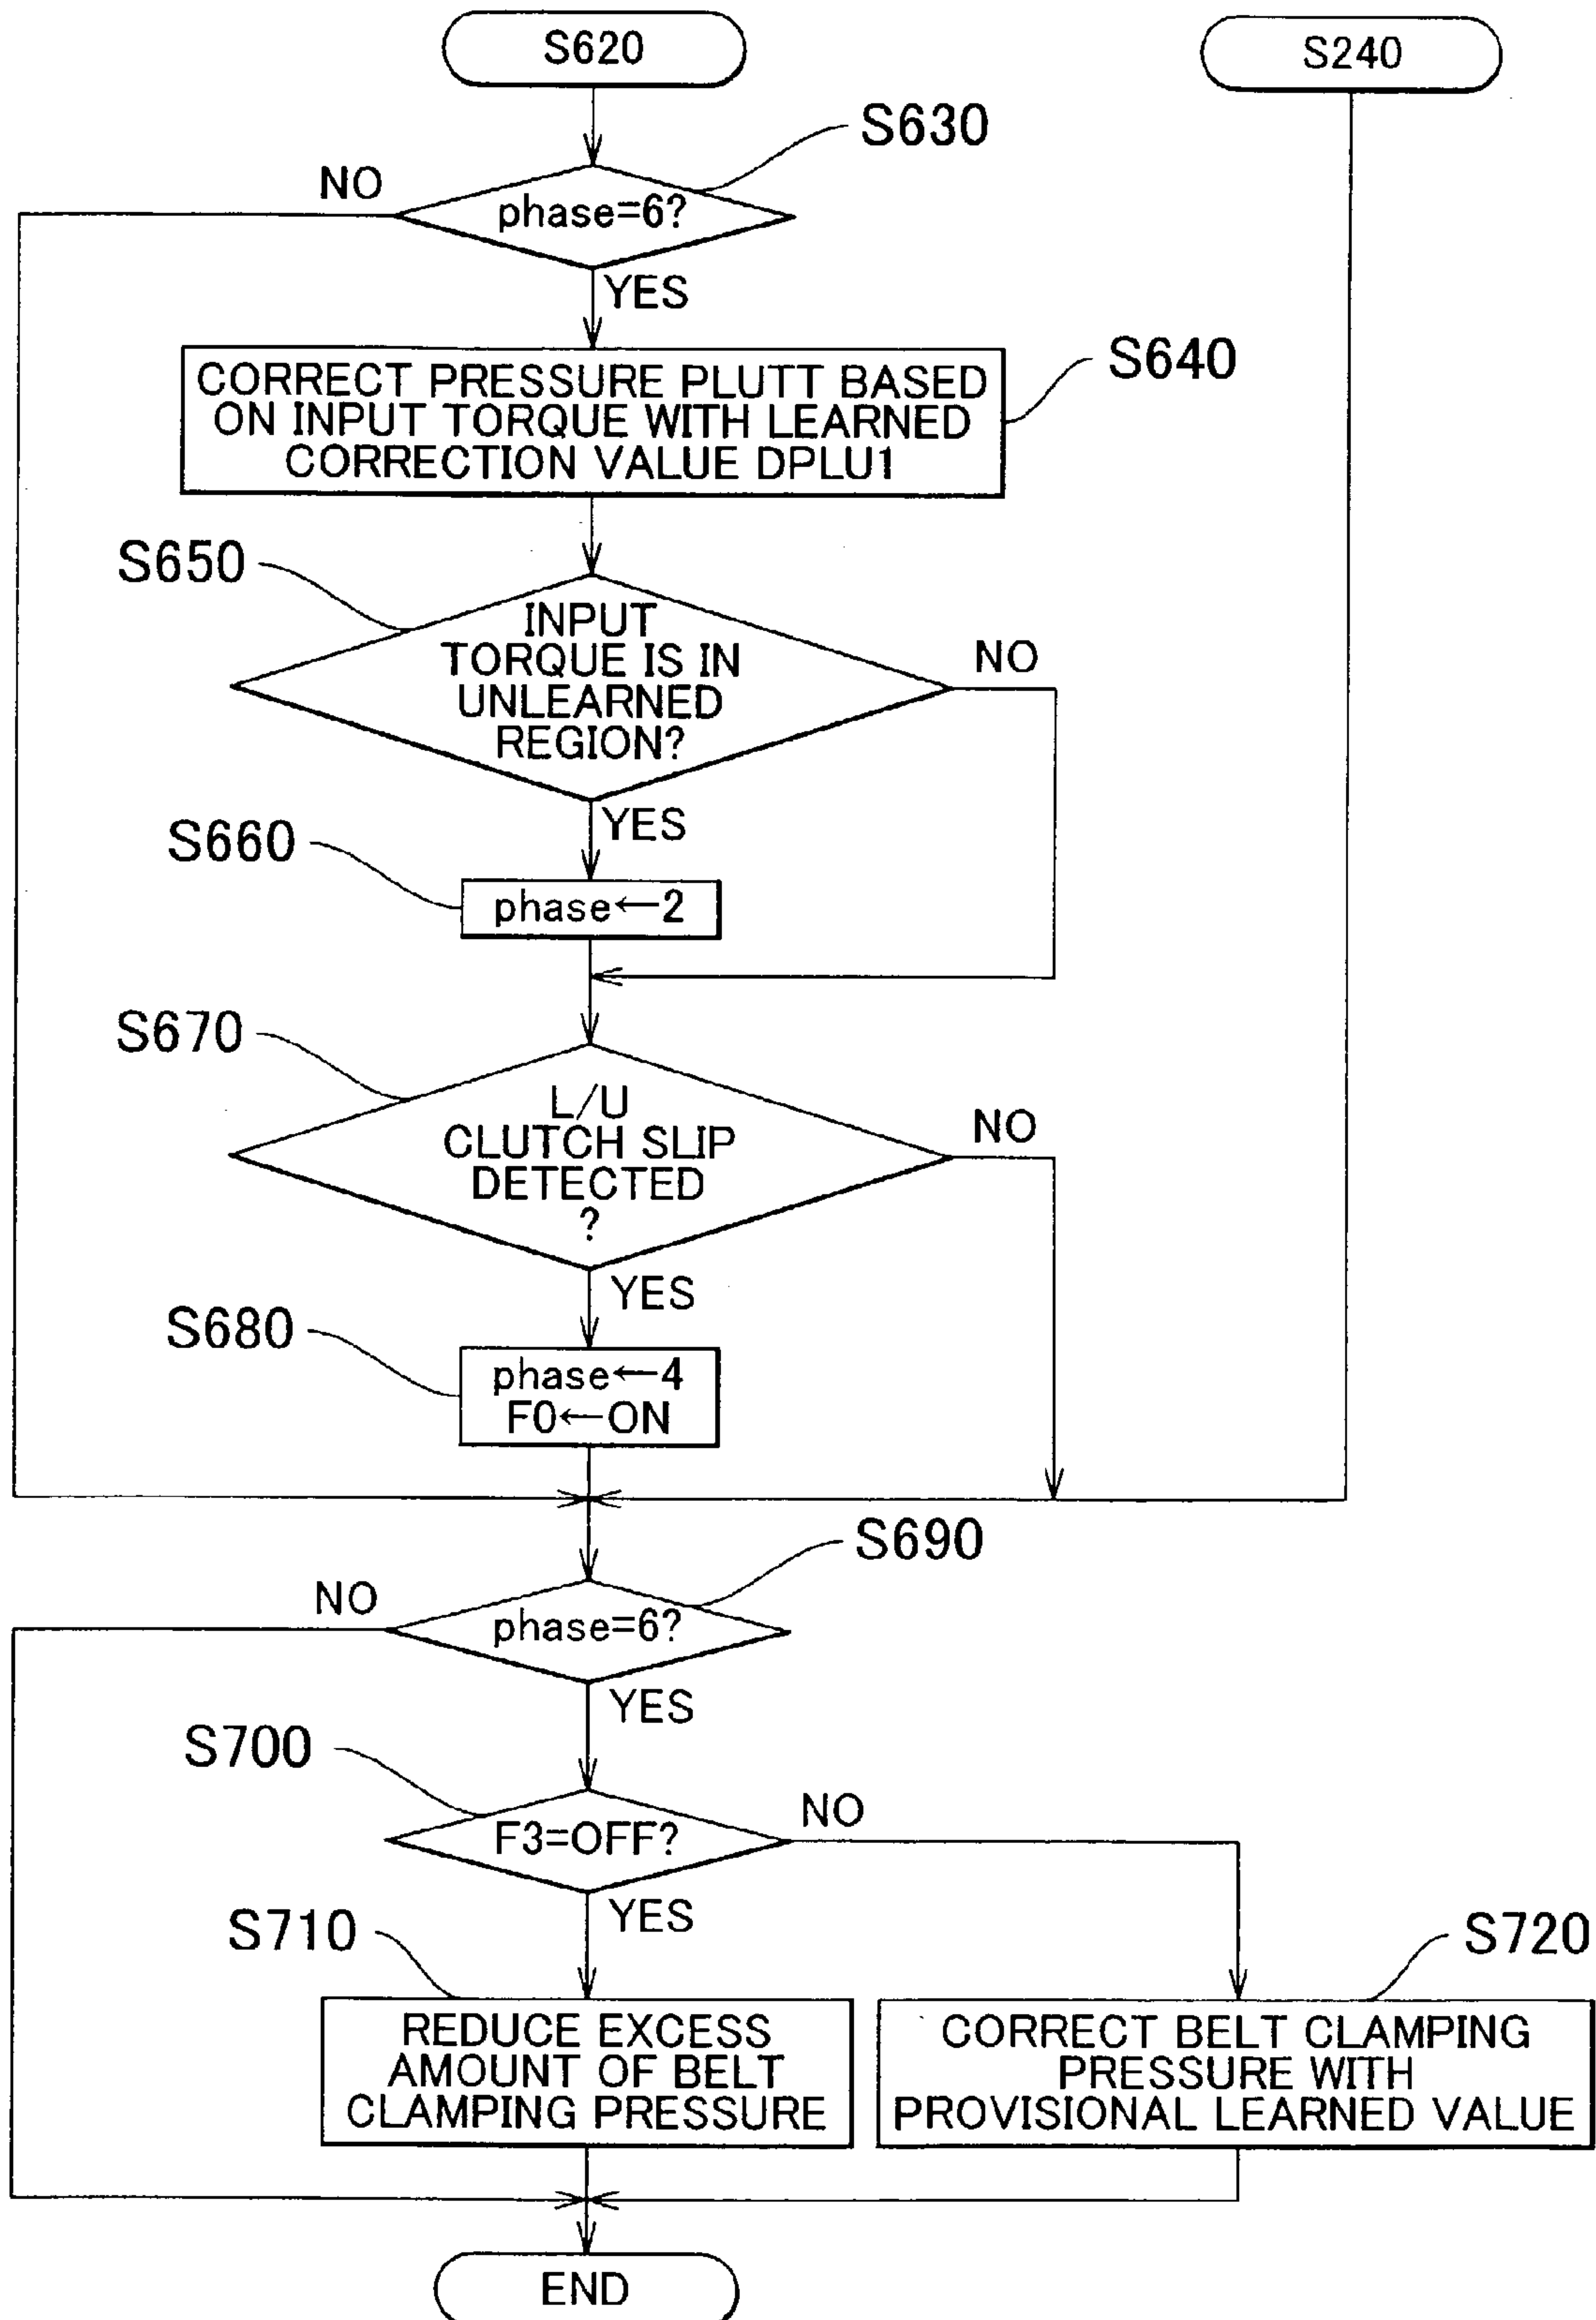 S620
S240
S630
NO
phase=6?
YES
CORRECT PRESSURE PLUTT BASED
ON INPUT TORQUE WITH LEARNED
CORRECTION VALUE DPLU1
S640
S650
INPUT
TORQUE IS IN
UNLEARNED
REGION?
NO
YES
S660
phase←2
S670
L/U
CLUTCH SLIP
DETECTED
?
NO
YES
S680
phase←4
F0←ON
S690
NO
phase=6?
YES
S700
F3=OFF?
NO
YES
S710
REDUCE EXCESS
AMOUNT OF BELT
CLAMPING PRESSURE
S720
CORRECT BELT CLAMPING
PRESSURE WITH
PROVISIONAL LEARNED VALUE
END